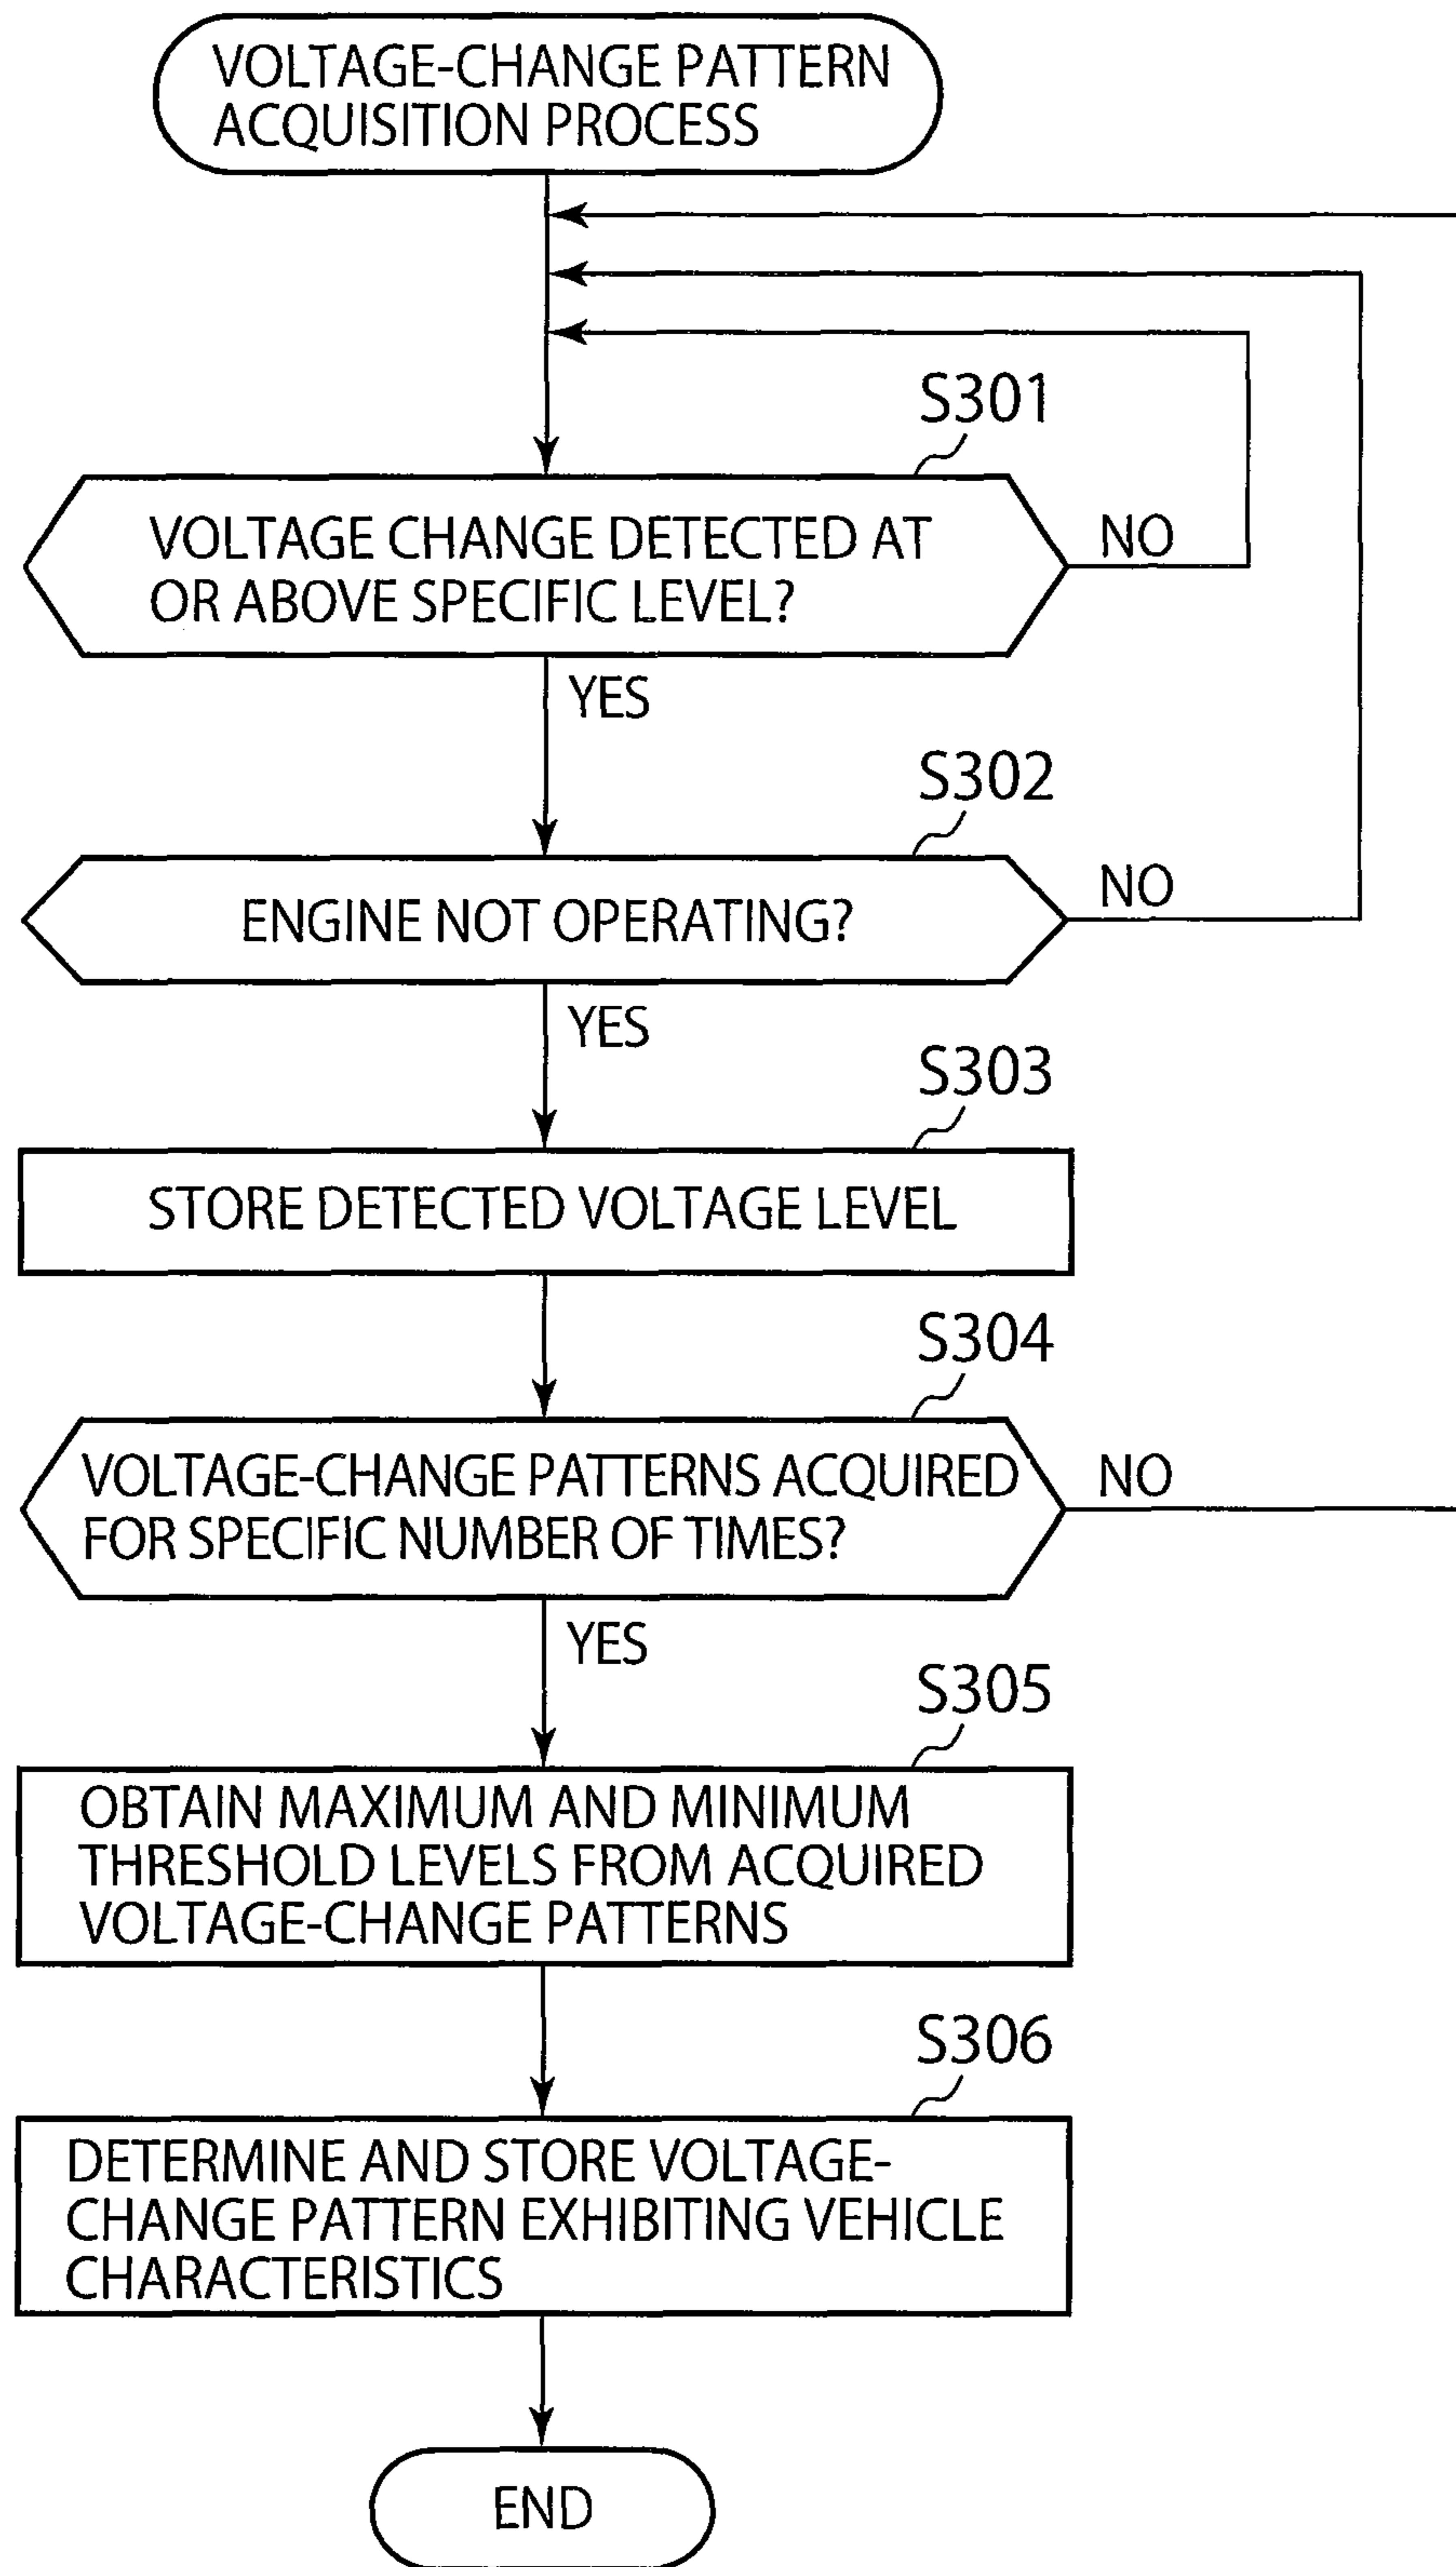 VOLTAGE-CHANGE PATTERN
ACQUISITION PROCESS
S301
VOLTAGE CHANGE DETECTED AT
OR ABOVE SPECIFIC LEVEL?
NO
YES
S302
ENGINE NOT OPERATING?
NO
YES
S303
STORE DETECTED VOLTAGE LEVEL
S304
VOLTAGE-CHANGE PATTERNS ACQUIRED
FOR SPECIFIC NUMBER OF TIMES?
NO
YES
S305
OBTAIN MAXIMUM AND MINIMUM
THRESHOLD LEVELS FROM ACQUIRED
VOLTAGE-CHANGE PATTERNS
S306
DETERMINE AND STORE VOLTAGE-
CHANGE PATTERN EXHIBITING VEHICLE
CHARACTERISTICS
END